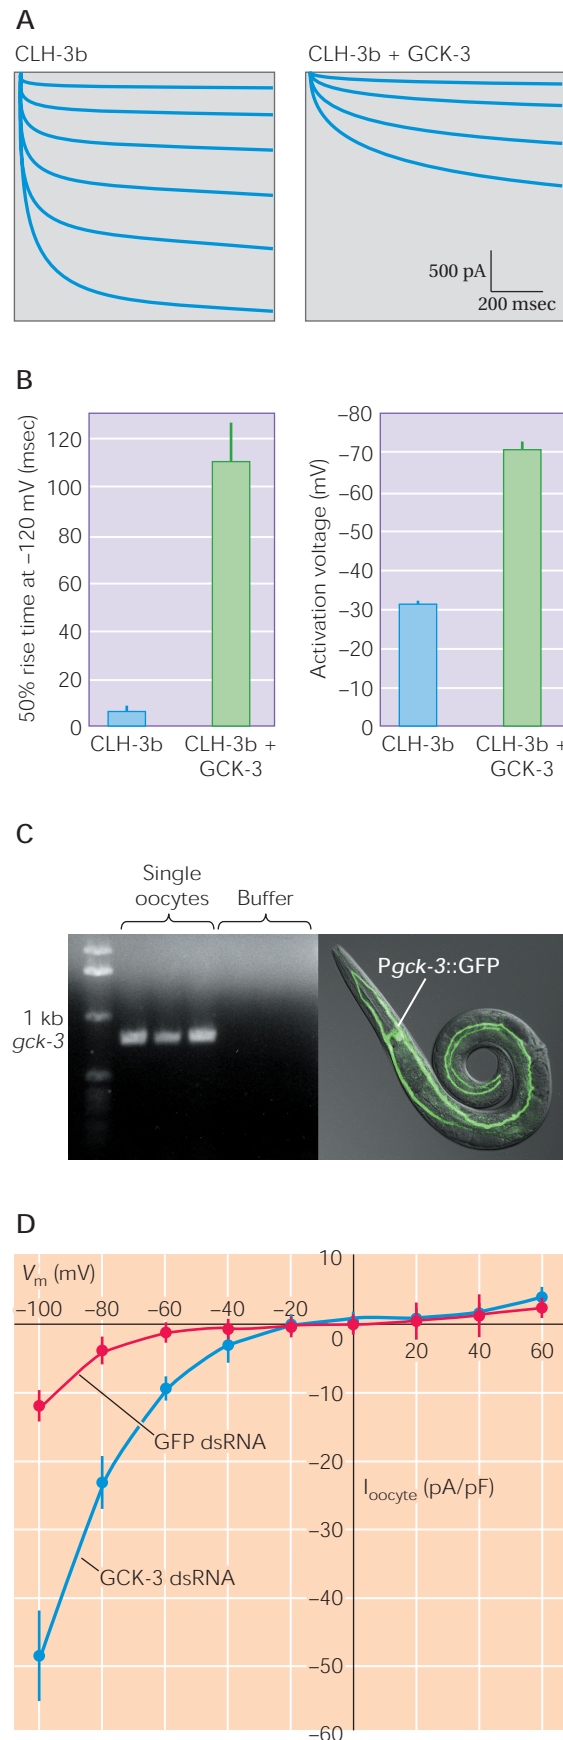 A
CLH-3b
CLH-3b + GCK-3
500 pA
200 msec
B
50% rise time at –120 mV (msec)
120
100
80
60
40
20
0
CLH-3b
CLH-3b +
GCK-3
Activation voltage (mV)
–80
–70
–60
–50
–40
–30
–20
–10
0
CLH-3b
CLH-3b +
GCK-3
C
Single
oocytes
Buffer
1 kb
gck-3
Pgck-3::GFP
D
Vm (mV)
10
–100 –80 –60 –40 –20
0 20 40 60
–10
GFP dsRNA
–20
Ioocyte (pA/pF)
–30
GCK-3 dsRNA
–40
–50
–60